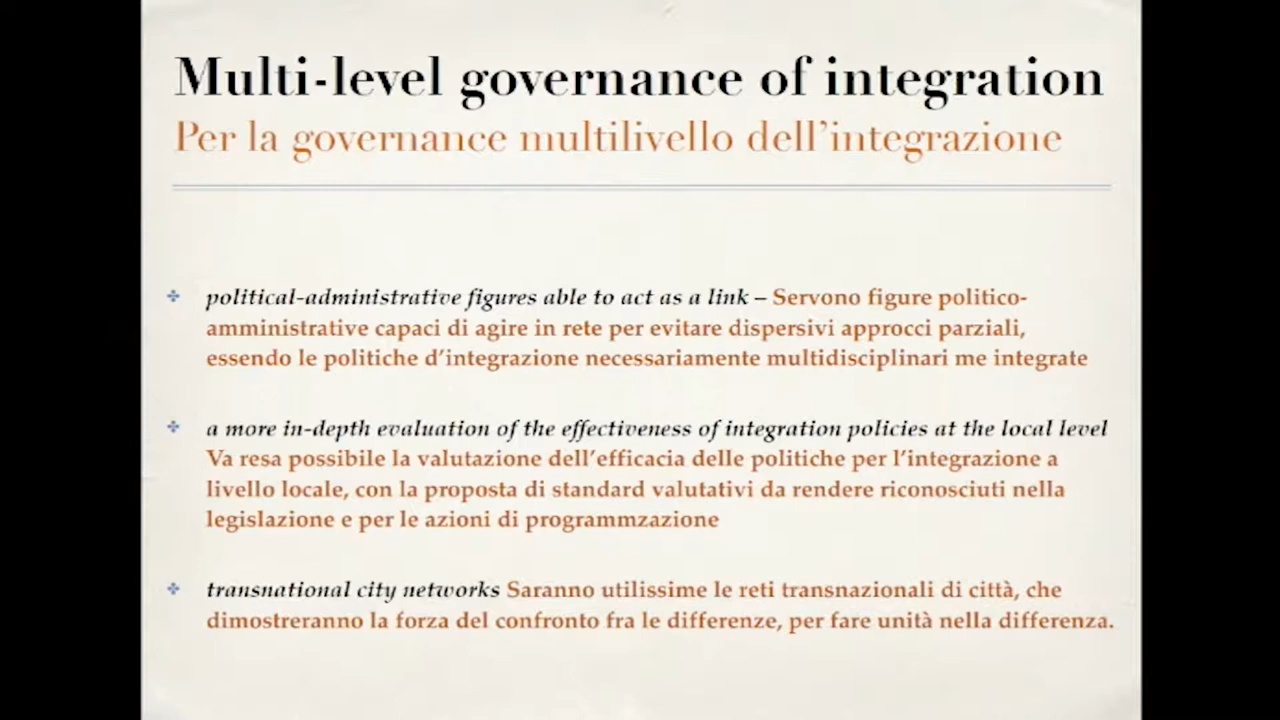 Multi-level governance of integration
Per la governance multilivello dell’integrazione
political-administrative figures able to act as a link – Servono figure politico-
amministrative capaci di agire in rete per evitare dispersivi approcci parziali,
essendo le politiche d’integrazione necessariamente multidisciplinari me integrate
a more in-depth evaluation of the effectiveness of integration policies at the local level
Va resa possibile la valutazione dell’efficacia delle politiche per l’integrazione a
livello locale, con la proposta di standard valutativi da rendere riconosciuti nella
legislazione e per le azioni di programmzazione
transnational city networks Saranno utilissime le reti transnazionali di città, che
dimostreranno la forza del confronto fra le differenze, per fare unità nella differenza.